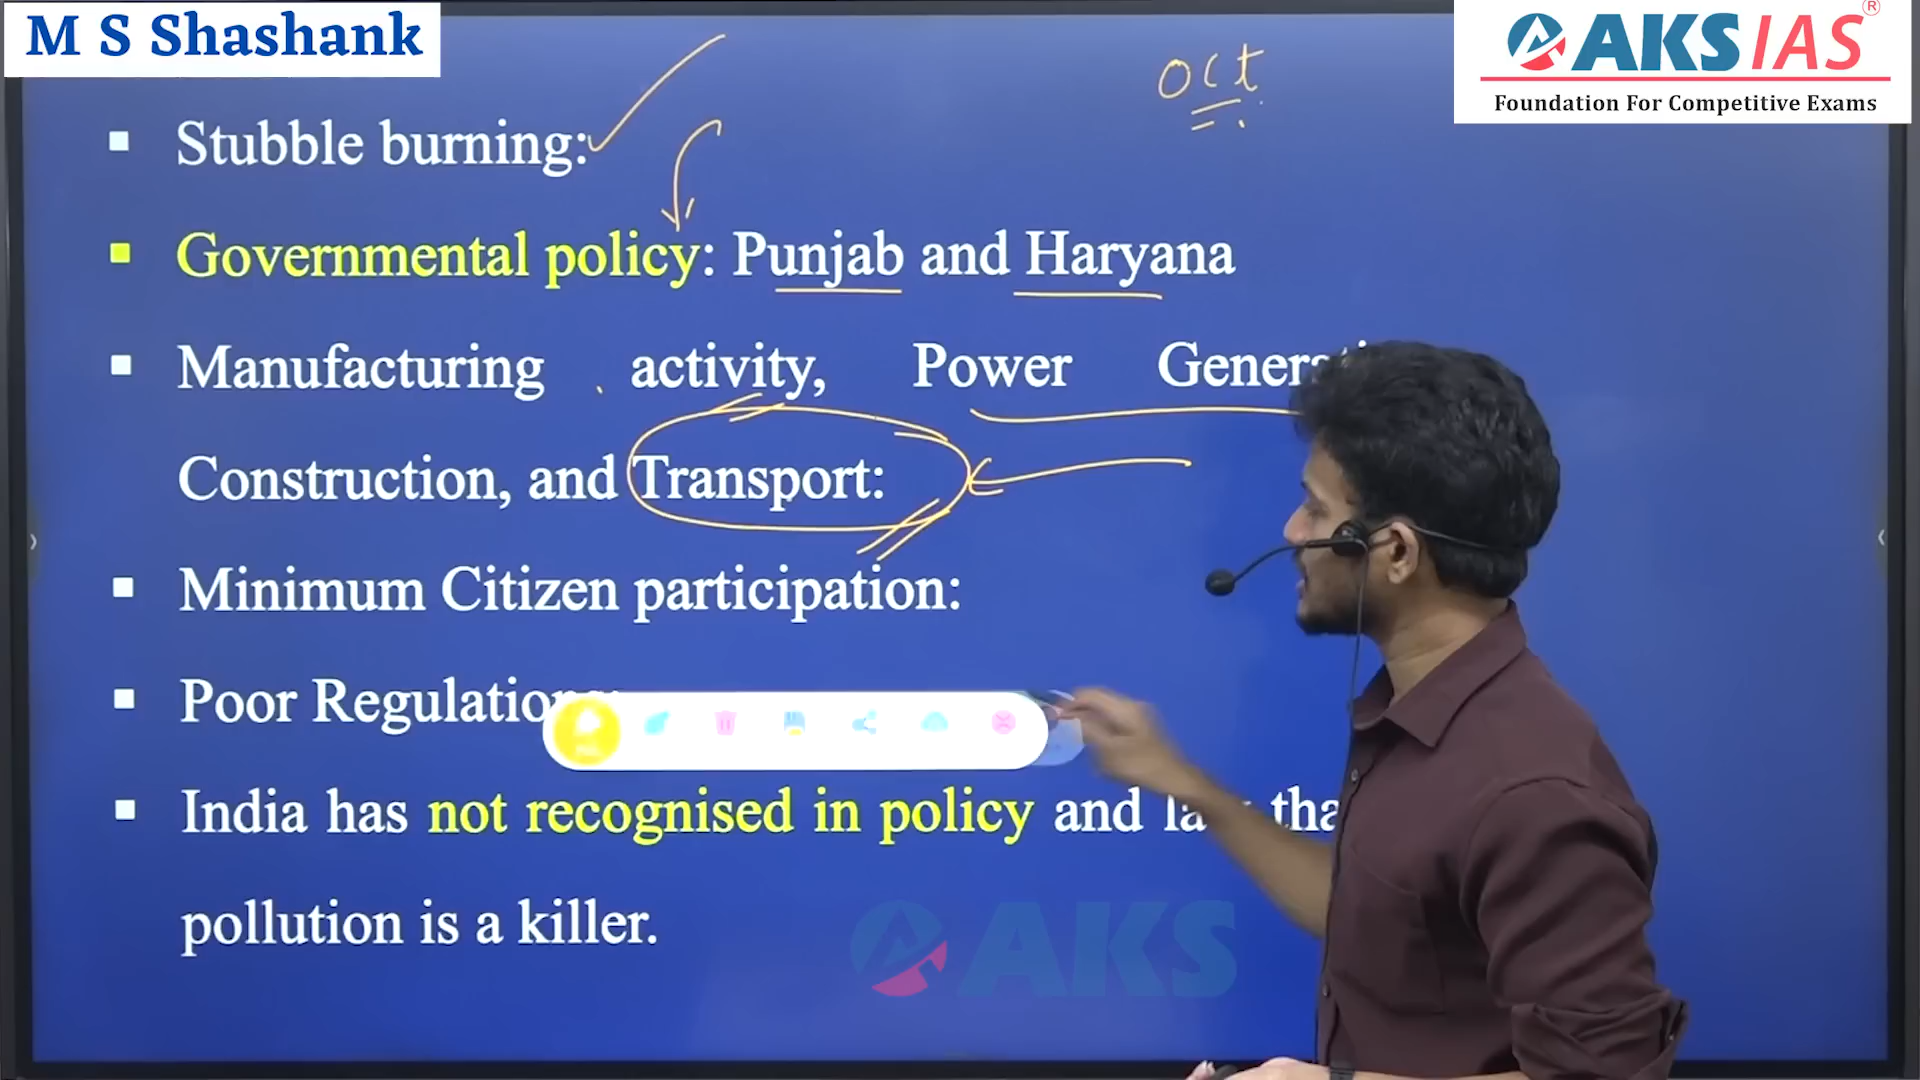 M S Shashank
AKS IAS ®
Foundation For Competitive Exams
oct
▪ Stubble burning:
▪ Governmental policy: Punjab and Haryana
▪ Manufacturing activity, Power
Construction, and Transport:
▪ Minimum Citizen participation:
▪ Poor
▪ India has not recognised in policy and
pollution is a killer.
AKS